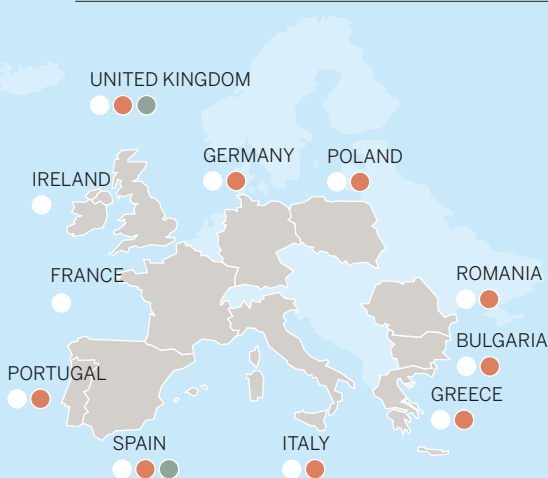 UNITED KINGDOM
GERMANY
POLAND
IRELAND
FRANCE
ROMANIA
BULGARIA
PORTUGAL
GREECE
SPAIN
ITALY